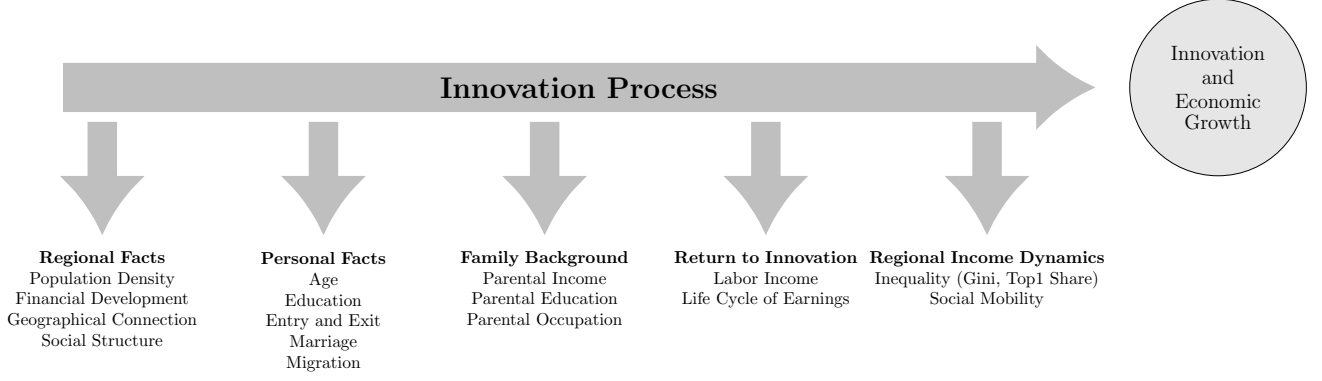 Innovation Process
Innovation
and
Economic
Growth
Regional Facts
Population Density
Financial Development
Geographical Connection
Social Structure
Personal Facts
Age
Education
Entry and Exit
Marriage
Migration
Family Background
Parental Income
Parental Education
Parental Occupation
Return to Innovation
Labor Income
Life Cycle of Earnings
Regional Income Dynamics
Inequality (Gini, Top1 Share)
Social Mobility